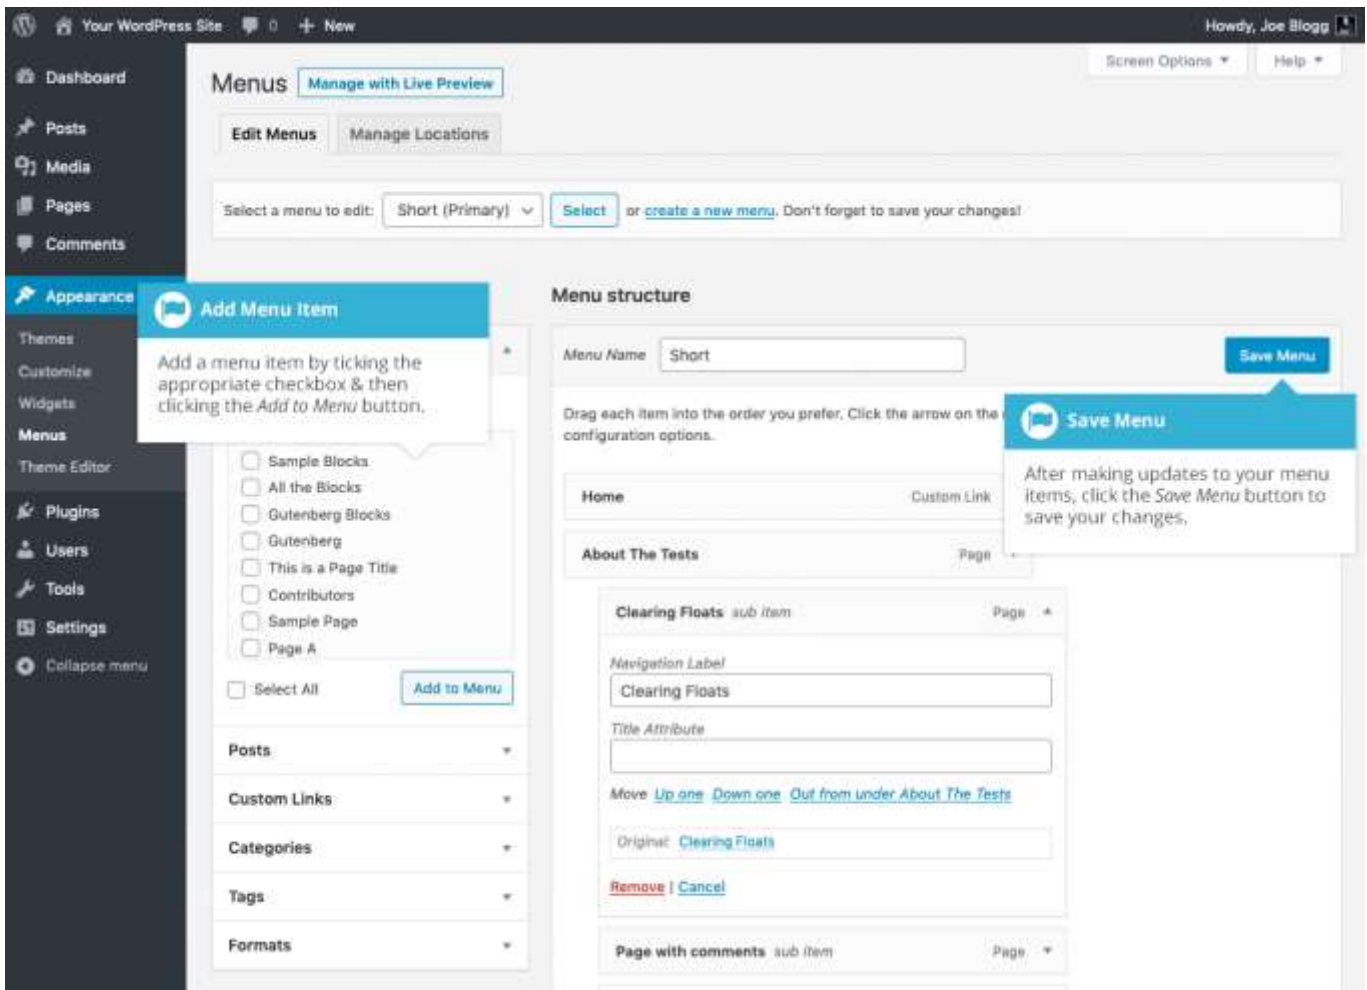 Your WordPress Site 0 + New
Howdy, Joe Blogg
Screen Options Help
Dashboard
Posts
Media
Pages
Comments
Appearance
Themes
Customize
Widgets
Menus
Theme Editor
Plugins
Users
Tools
Settings
Collapse menu
Menus Manage with Live Preview
Edit Menus Manage Locations
Select a menu to edit: Short (Primary) Select or create a new menu. Don't forget to save your changes!
Add Menu Item
Add a menu item by ticking the
appropriate checkbox & then
clicking the Add to Menu button.
Sample Blocks
All the Blocks
Gutenberg Blocks
Gutenberg
This is a Page Title
Contributors
Sample Page
Page A
Select All Add to Menu
Posts
Custom Links
Categories
Tags
Formats
Menu structure
Menu Name Short Save Menu
Drag each item into the order you prefer. Click the arrow on the
configuration options.
Save Menu
After making updates to your menu
items, click the Save Menu button to
save your changes.
Home Custom Link
About The Tests Page
Clearing Floats sub item Page
Navigation Label
Clearing Floats
Title Attribute
Move Up one Down one Out from under About The Tests
Original: Clearing Floats
Remove | Cancel
Page with comments sub item Page